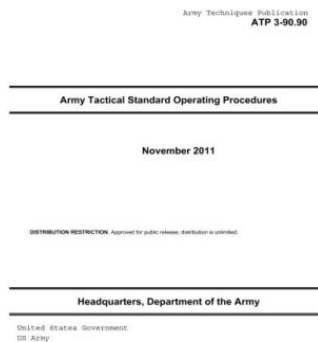 Army Techniques Publication
ATP 3-90.90
Army Tactical Standard Operating Procedures
November 2011
DISTRIBUTION RESTRICTION. Approved for public release; distribution is unlimited.
Headquarters, Department of the Army
United States Government
US Army